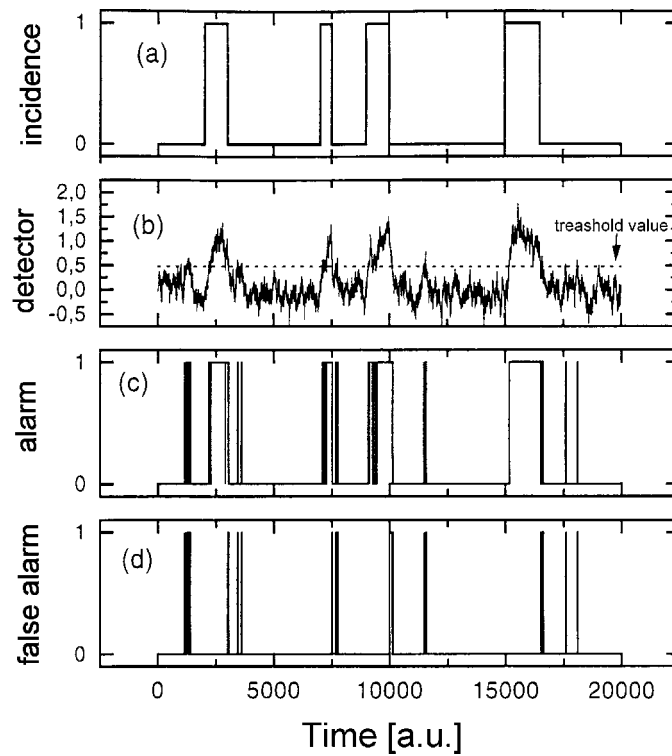 1
(a)
incidence
0
2,0
1,5
(b)
treashold value
1,0
detector
0,5
0,0
-0,5
1
(c)
alarm
0
1
(d)
false alarm
0
0 5000 10000 15000 20000
Time [a.u.]